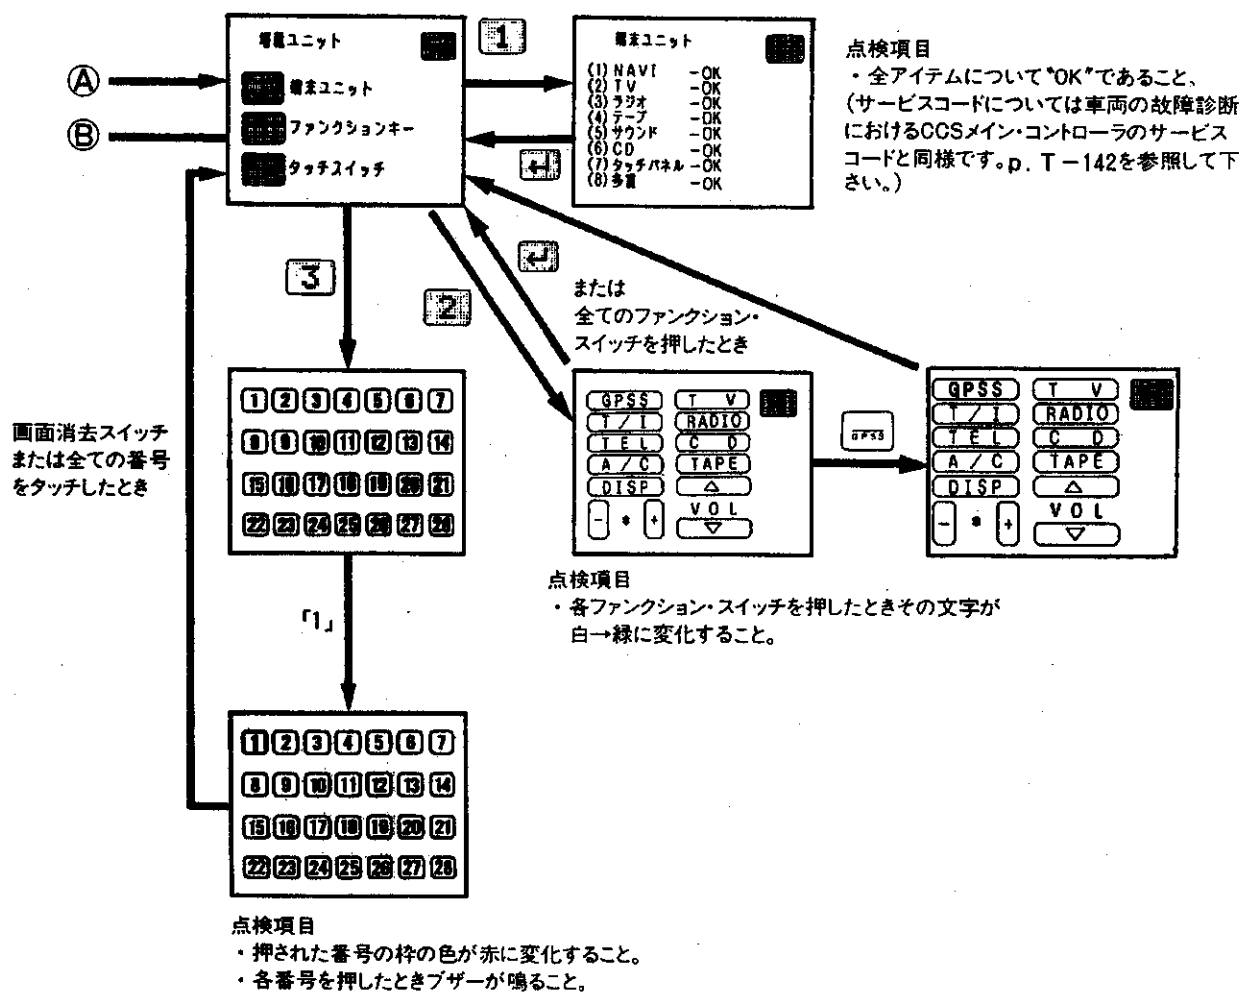 搭載ユニット
端末ユニット
ファンクションキー
タッチスイッチ
Ⓐ
Ⓑ
1
端末ユニット
(1) NAVI -OK
(2) TV -OK
(3) ラジオ -OK
(4) テープ -OK
(5) サウンド -OK
(6) CD -OK
(7) タッチパネル -OK
(8) 多重 -OK
点検項目
・全アイテムについて“OK”であること、
(サービスコードについては車両の故障診断
におけるCCSメイン・コントローラのサービス
コードと同様です。p. T-142を参照して下
さい。)
↵
3
2
↵
または
全てのファンクション・
スイッチを押したとき
画面消去スイッチ
または全ての番号
をタッチしたとき
1 2 3 4 5 6 7
8 9 10 11 12 13 14
15 16 17 18 19 20 21
22 23 24 25 26 27 28
GPSS T V
T / I RADIO
T E L C D
A / C TAPE
DISP △
VOL
- * + ▽
GPSS
GPSS T V
T / I RADIO
T E L C D
A / C TAPE
DISP △
VOL
- * + ▽
点検項目
・各ファンクション・スイッチを押したときその文字が
白→緑に変化すること。
「1」
1 2 3 4 5 6 7
8 9 10 11 12 13 14
15 16 17 18 19 20 21
22 23 24 25 26 27 28
点検項目
・押された番号の枠の色が赤に変化すること。
・各番号を押したときブザーが鳴ること。